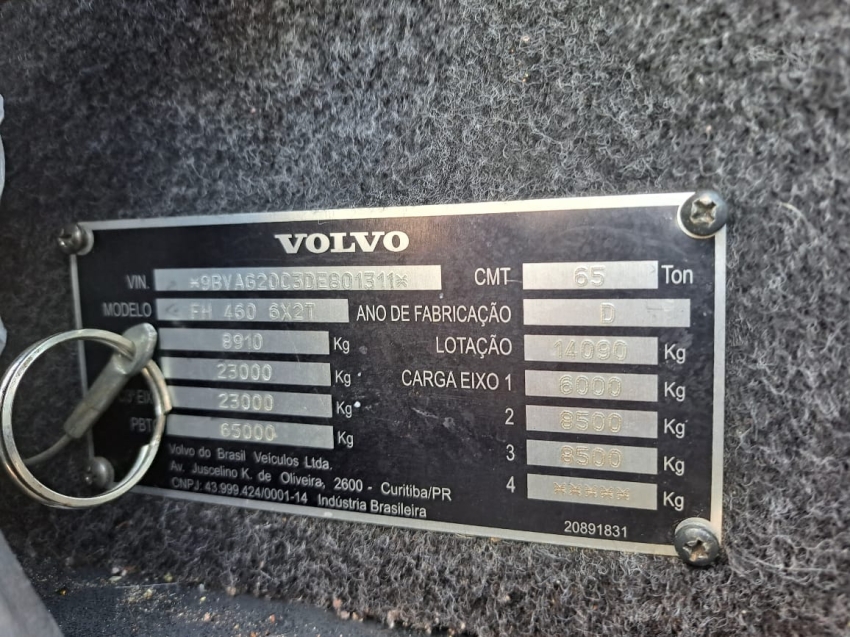 VOLVO
VIN. *9BVAG20C3DE801311* CMT 65 Ton
MODELO FH 460 6X2T ANO DE FABRICAÇÃO D
8910 Kg LOTAÇÃO 14090 Kg
23000 Kg CARGA EIXO 1 6000 Kg
23000 Kg 2 8500 Kg
PBT 65000 Kg 3 8500 Kg
4 ***** Kg
Volvo do Brasil Veículos Ltda.
Av. Juscelino K. de Oliveira, 2600 - Curitiba/PR
CNPJ: 43.999.424/0001-14 Indústria Brasileira
20891831